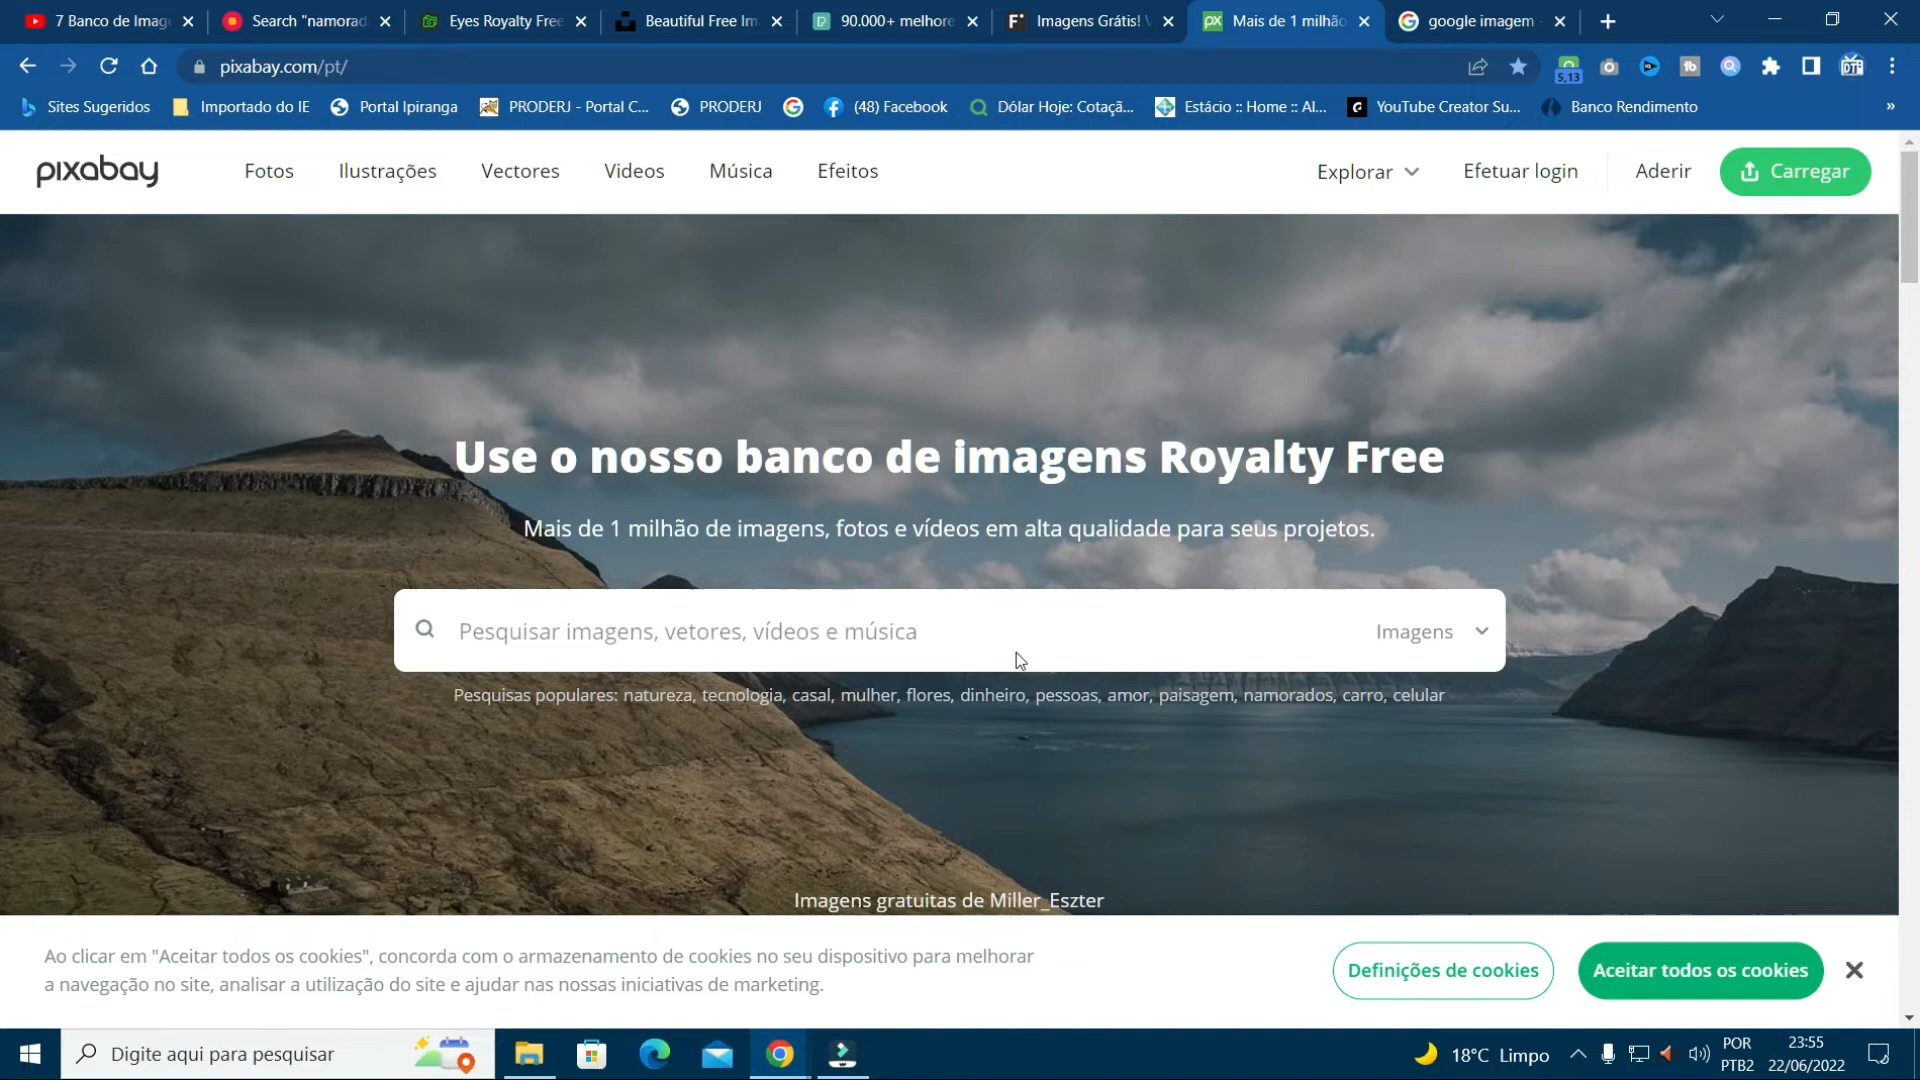 7 Banco de Imag
Search "namorad
Eyes Royalty Free
Beautiful Free Im
90.000+ melhore
Imagens Grátis! V
Mais de 1 milhão
google imagem -
pixabay.com/pt/
5,13
Sites Sugeridos
Importado do IE
Portal Ipiranga
PRODERJ - Portal C...
PRODERJ
(48) Facebook
Dólar Hoje: Cotaçã...
Estácio :: Home :: Al...
YouTube Creator Su...
Banco Rendimento
»
pixabay
Fotos
Ilustrações
Vectores
Videos
Música
Efeitos
Explorar
Efetuar login
Aderir
Carregar
Use o nosso banco de imagens Royalty Free
Mais de 1 milhão de imagens, fotos e vídeos em alta qualidade para seus projetos.
Pesquisar imagens, vetores, vídeos e música
Imagens
Pesquisas populares: natureza, tecnologia, casal, mulher, flores, dinheiro, pessoas, amor, paisagem, namorados, carro, celular
Imagens gratuitas de Miller_Eszter
Ao clicar em "Aceitar todos os cookies", concorda com o armazenamento de cookies no seu dispositivo para melhorar
a navegação no site, analisar a utilização do site e ajudar nas nossas iniciativas de marketing.
Definições de cookies
Aceitar todos os cookies
Digite aqui para pesquisar
18°C Limpo
POR
PTB2
23:55
22/06/2022